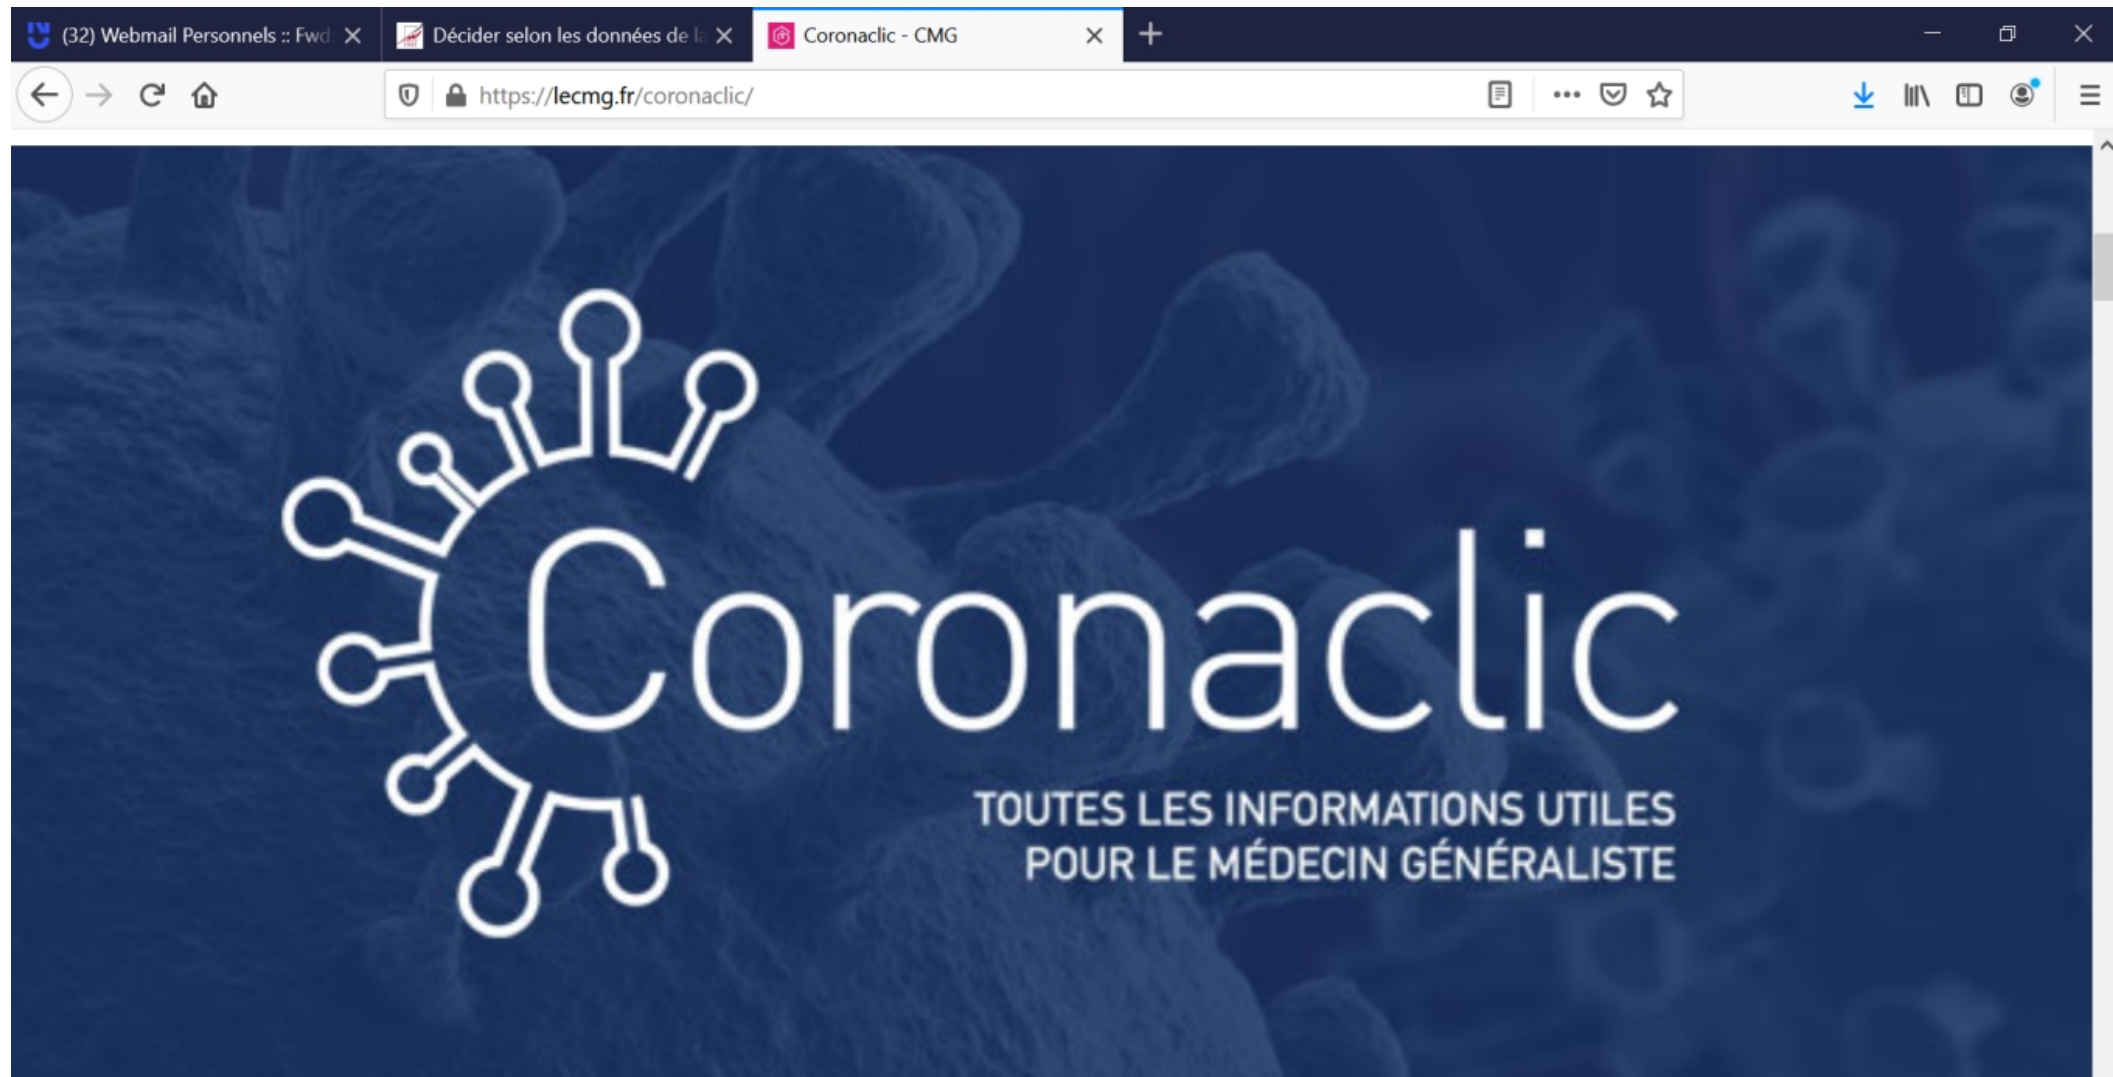 (32) Webmail Personnels :: Fwd:
Décider selon les données de la
Coronaclic - CMG
https://lecmg.fr/coronaclic/
Coronaclic
TOUTES LES INFORMATIONS UTILES
POUR LE MÉDECIN GÉNÉRALISTE